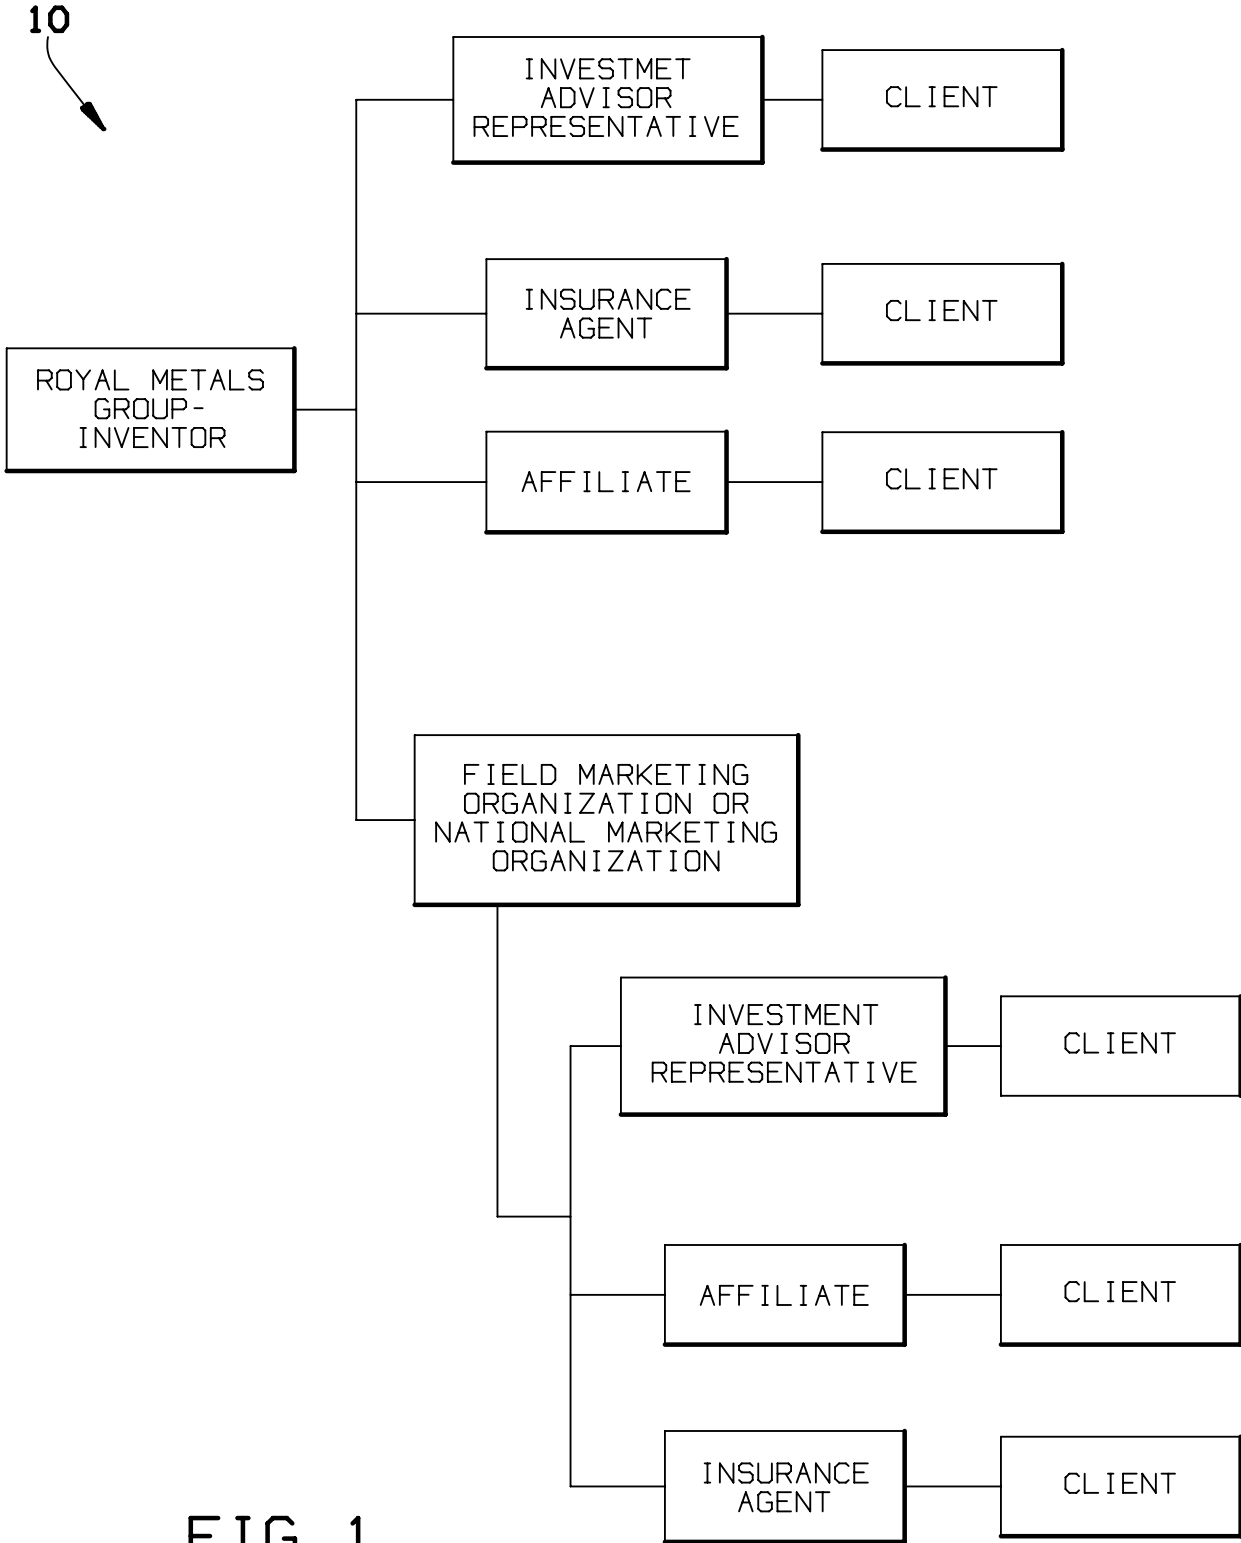 10
INVESTMET
ADVISOR
REPRESENTATIVE
CLIENT
INSURANCE
AGENT
CLIENT
ROYAL METALS
GROUP-
INVENTOR
AFFILIATE
CLIENT
FIELD MARKETING
ORGANIZATION OR
NATIONAL MARKETING
ORGANIZATION
INVESTMENT
ADVISOR
REPRESENTATIVE
CLIENT
AFFILIATE
CLIENT
INSURANCE
AGENT
CLIENT
FIG. 1